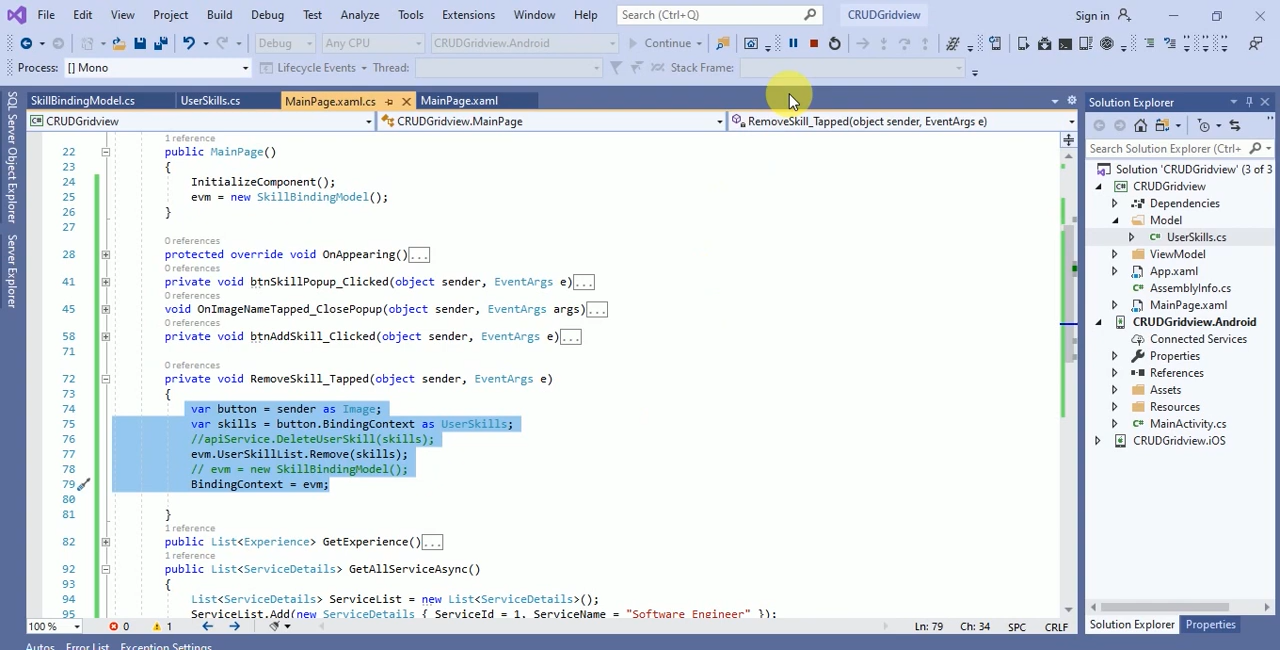 File Edit View Project Build Debug Test Analyze Tools Extensions Window Help Search (Ctrl+Q) CRUDGridview Sign in
Debug Any CPU CRUDGridview.Android Continue
Process: [] Mono Lifecycle Events Thread: Stack Frame:
SkillBindingModel.cs UserSkills.cs MainPage.xaml.cs MainPage.xaml
CRUDGridview CRUDGridview.MainPage RemoveSkill_Tapped(object sender, EventArgs e)
SQL Server Object Explorer
Server Explorer
1 reference
22 public MainPage()
23 {
24 InitializeComponent();
25 evm = new SkillBindingModel();
26 }
27
0 references
28 protected override void OnAppearing()...
0 references
41 private void btnSkillPopup_Clicked(object sender, EventArgs e)...
0 references
45 void OnImageNameTapped_ClosePopup(object sender, EventArgs args)...
0 references
58 private void btnAddSkill_Clicked(object sender, EventArgs e)...
71
0 references
72 private void RemoveSkill_Tapped(object sender, EventArgs e)
73 {
74 var button = sender as Image;
75 var skills = button.BindingContext as UserSkills;
76 //apiService.DeleteUserSkill(skills);
77 evm.UserSkillList.Remove(skills);
78 // evm = new SkillBindingModel();
79 BindingContext = evm;
80
81 }
1 reference
82 public List<Experience> GetExperience()...
1 reference
92 public List<ServiceDetails> GetAllServiceAsync()
93 {
94 List<ServiceDetails> ServiceList = new List<ServiceDetails>();
95 ServiceList.Add(new ServiceDetails { ServiceId = 1, ServiceName = "Software Engineer" });
100 % 0 1 Ln: 79 Ch: 34 SPC CRLF
Autos Error List Exception Settings
Solution Explorer
Search Solution Explorer (Ctrl+
Solution 'CRUDGridview' (3 of 3
CRUDGridview
Dependencies
Model
UserSkills.cs
ViewModel
App.xaml
AssemblyInfo.cs
MainPage.xaml
CRUDGridview.Android
Connected Services
Properties
References
Assets
Resources
MainActivity.cs
CRUDGridview.iOS
Solution Explorer Properties